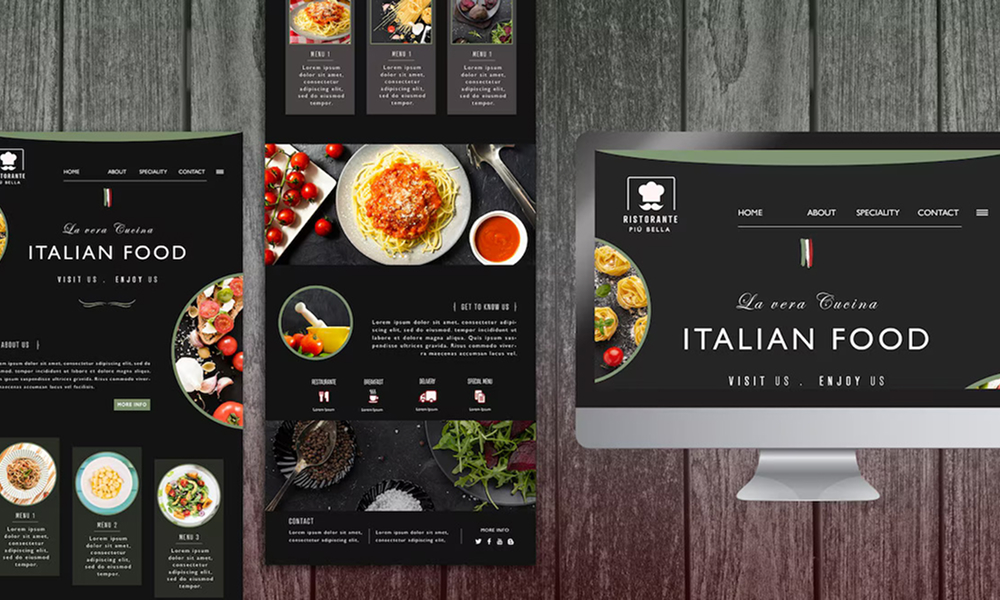 STORANTE
IÙ BELLA
HOME ABOUT SPECIALITY CONTACT
La vera Cucina
ITALIAN FOOD
VISIT US . ENJOY US
ABOUT US }
MORE INFO
MENU 1
Lorem ipsum
dolor sit amet,
consectetur
adipiscing elit,
sed do eiusmod
tempor.
MENU 2
Lorem ipsum
dolor sit amet,
consectetur
adipiscing elit,
sed do eiusmod
tempor.
MENU 3
Lorem ipsum
dolor sit amet,
consectetur
adipiscing elit,
sed do eiusmod
tempor.
MENU 1
Lorem ipsum
dolor sit amet,
consectetur
adipiscing elit,
sed do eiusmod
tempor.
MENU 1
Lorem ipsum
dolor sit amet,
consectetur
adipiscing elit,
sed do eiusmod
tempor.
MENU 1
Lorem ipsum
dolor sit amet,
consectetur
adipiscing elit,
sed do eiusmod
tempor.
{ GET TO KNOW US }
Lorem ipsum dolor sit amet, consectetur adipi-
scing elit, sed do eiusmod tempor incididunt ut
labore et dolore magna aliqua. Quis ipsum sus-
pendisse ultrices gravida. Risus commodo viver-
ra maecenas accumsan lacus vel.
RESTAURANTE BREAKFAST DELIVERY SPECIAL MENU
Lorem Ipsum Lorem Ipsum Lorem Ipsum Lorem Ipsum
CONTACT
Lorem ipsum dolor sit amet,
consectetur adipiscing elit.
Lorem ipsum dolor sit amet,
consectetur adipiscing elit.
MORE INFO
RISTORANTE
PIÙ BELLA
HOME ABOUT SPECIALITY CONTACT
La vera Cucina
ITALIAN FOOD
VISIT US . ENJOY US